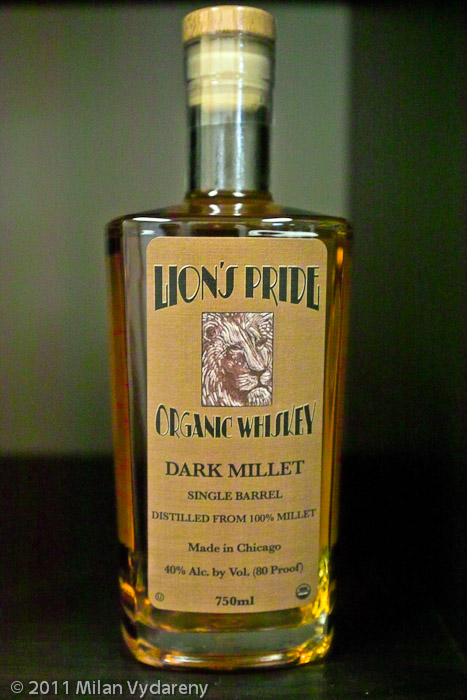 LION'S PRIDE
ORGANIC WHISKEY
DARK MILLET
SINGLE BARREL
DISTILLED FROM 100% MILLET
Made in Chicago
40% Alc. by Vol. (80 Proof)
750ml
© 2011 Milan Vydareny